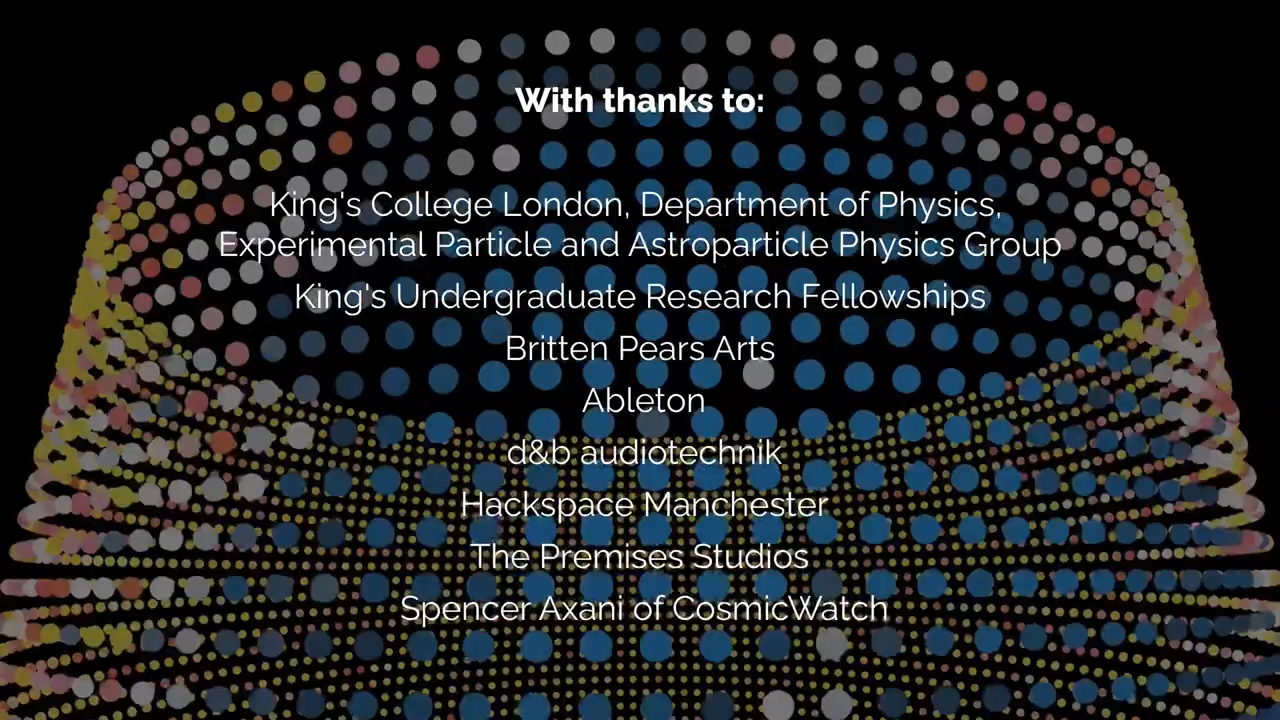 With thanks to:
King's College London, Department of Physics,
Experimental Particle and Astroparticle Physics Group
King's Undergraduate Research Fellowships
Britten Pears Arts
Ableton
d&b audiotechnik
Hackspace Manchester
The Premises Studios
Spencer Axani of CosmicWatch